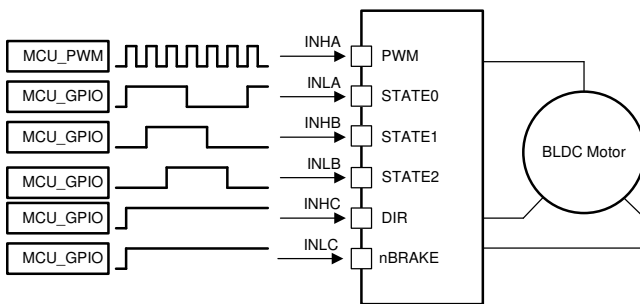 MCU_PWM INHA PWM
MCU_GPIO INLA STATE0
MCU_GPIO INHB STATE1
MCU_GPIO INLB STATE2
MCU_GPIO INHC DIR
MCU_GPIO INLC nBRAKE
BLDC Motor